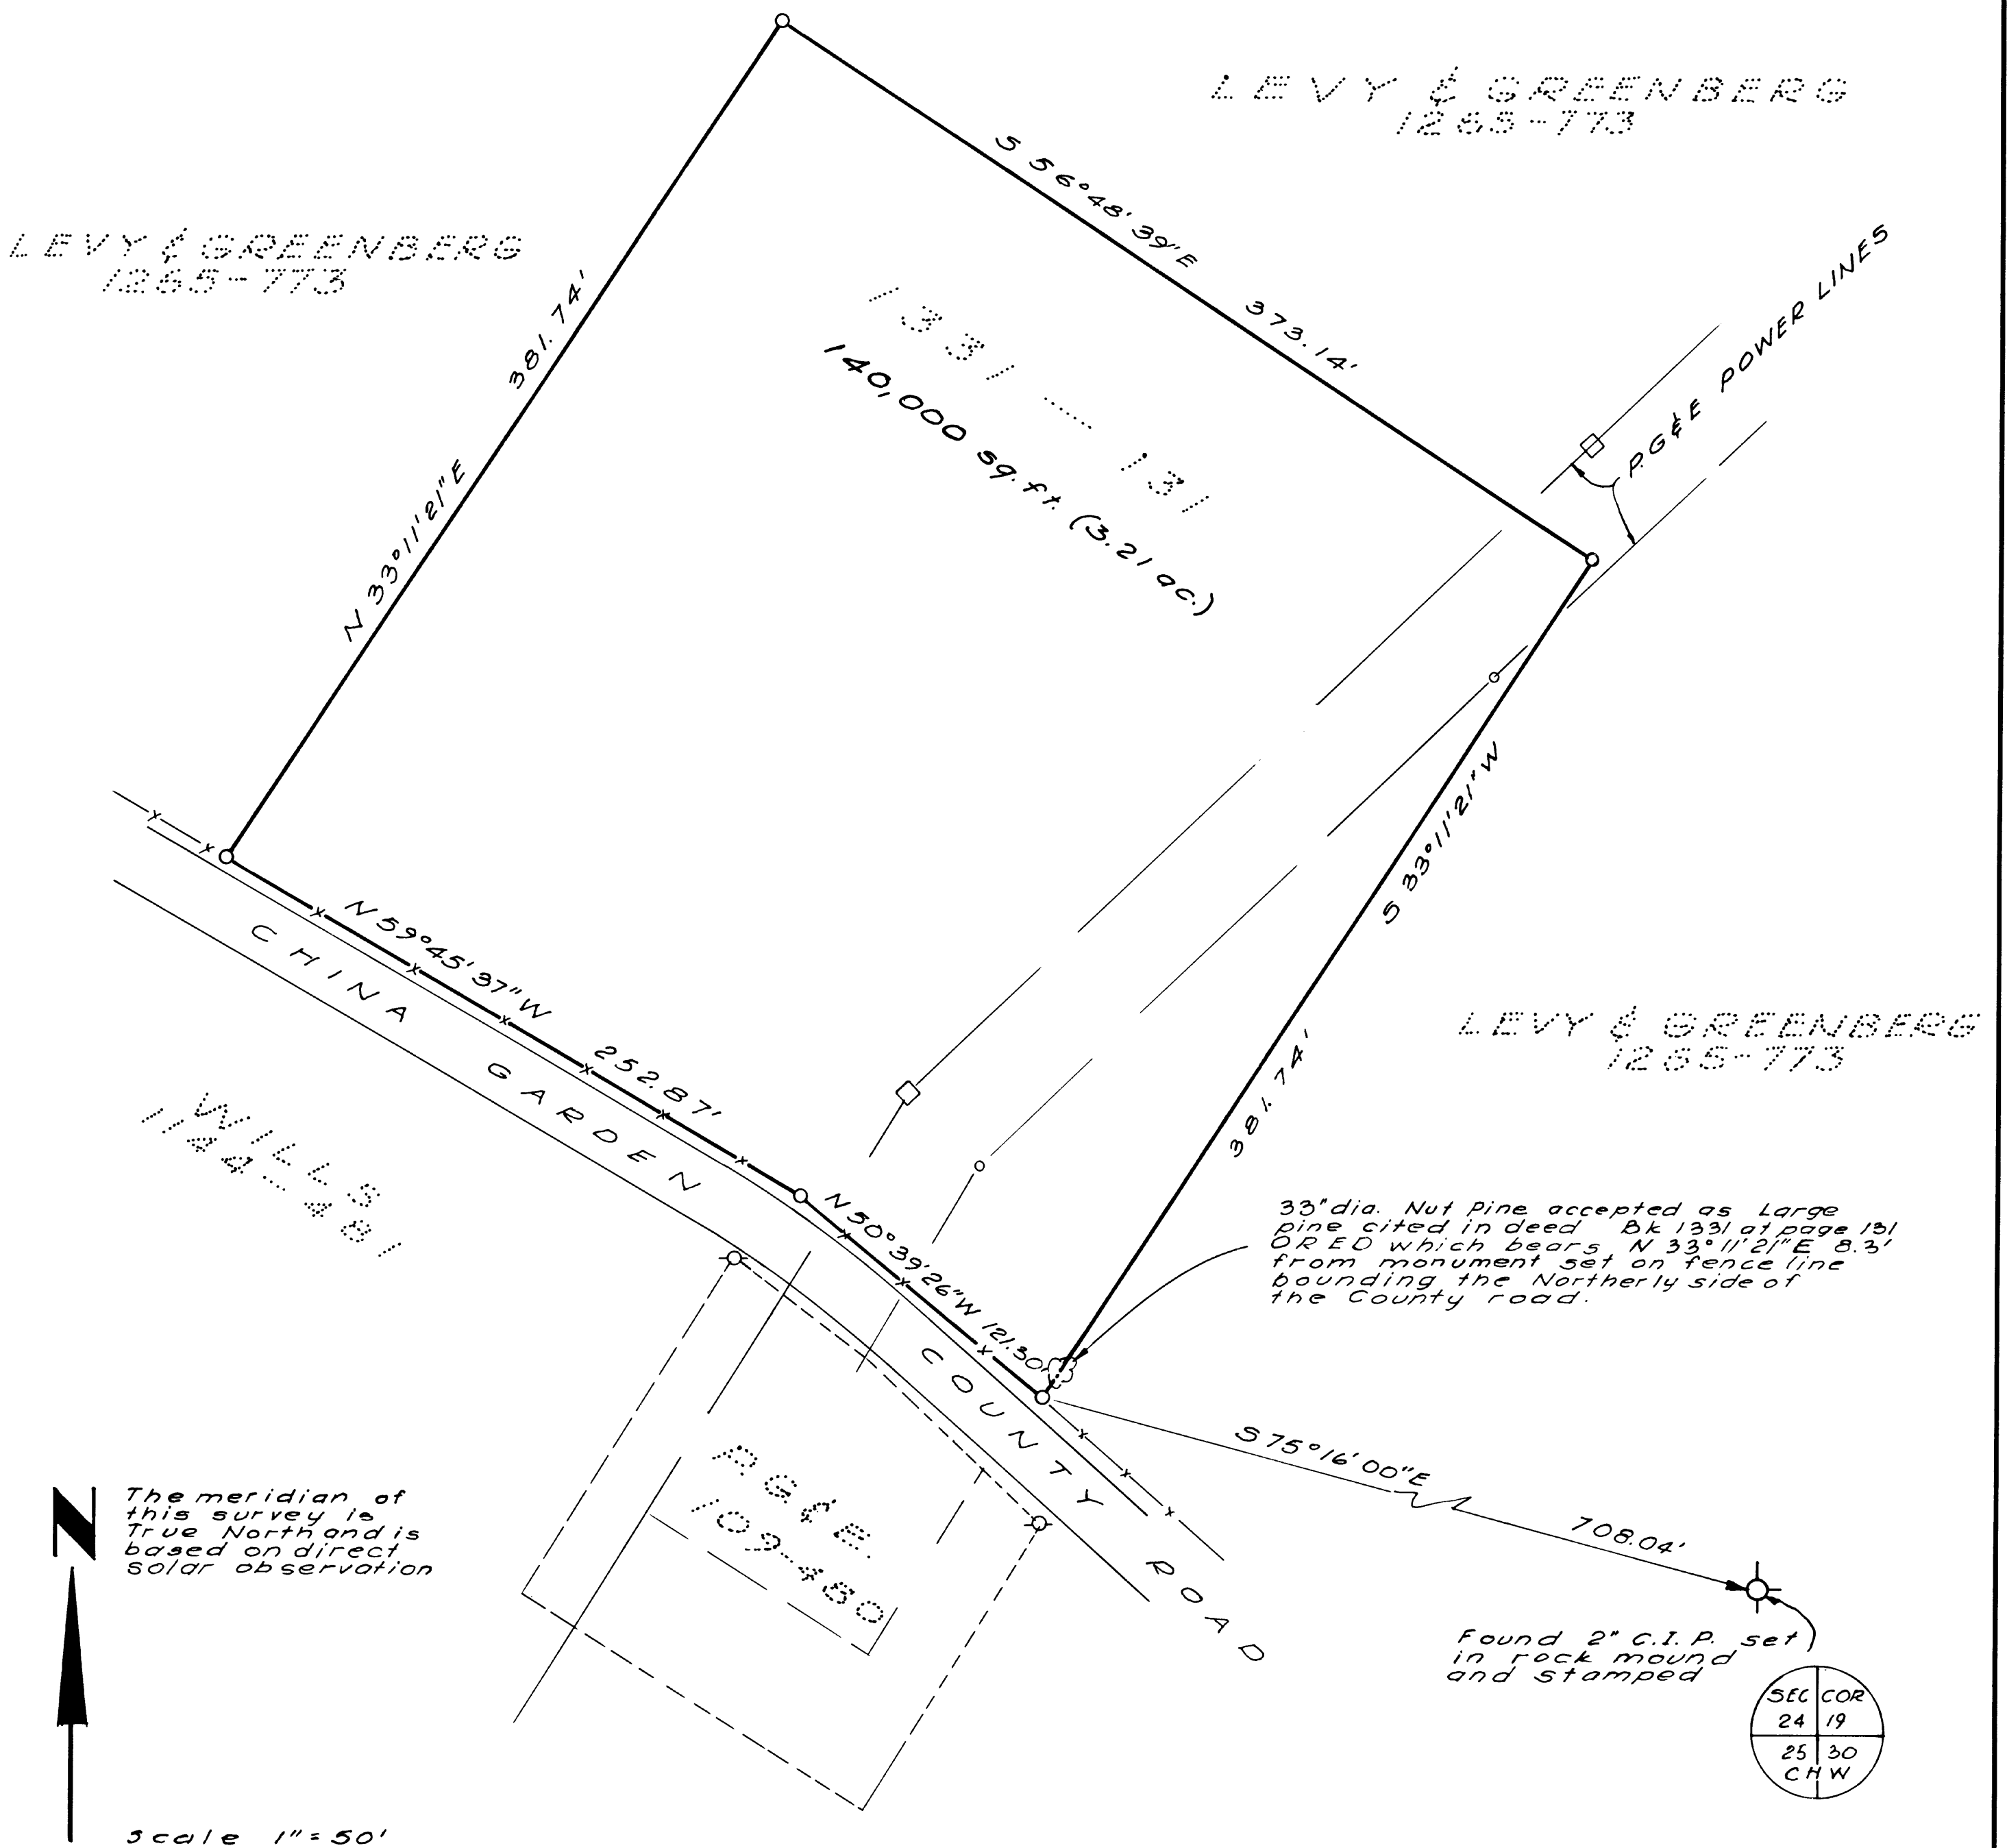 LEVY & GREENBERG
1265-773
LEVY & GREENBERG
1265-773
S 56°48'39"E
373.14'
381.74'
N 33°11'21"E
1331 — 131
140,000 sq.ft. (3.21 ac.)
P.G.&E POWER LINES
S 33°11'21"W
381.74'
LEVY & GREENBERG
1265-773
N 59°45'37"W
252.87'
CHINA GARDEN COUNTY ROAD
WILLS
1144-481
N 50°39'26"W 121.30'
33" dia. Nut Pine accepted as Large
pine cited in deed Bk 1331 at page 131
ORED which bears N 33°11'21"E 8.3'
from monument set on fence line
bounding the Northerly side of
the County road.
S 75°16'00"E
708.04'
P.G.&E.
109-480
N
The meridian of
this survey is
True North and is
based on direct
solar observation
Found 2" C.I.P. set
in rock mound
and stamped
SEC COR
24 19
25 30
CHW
Scale 1"=50'